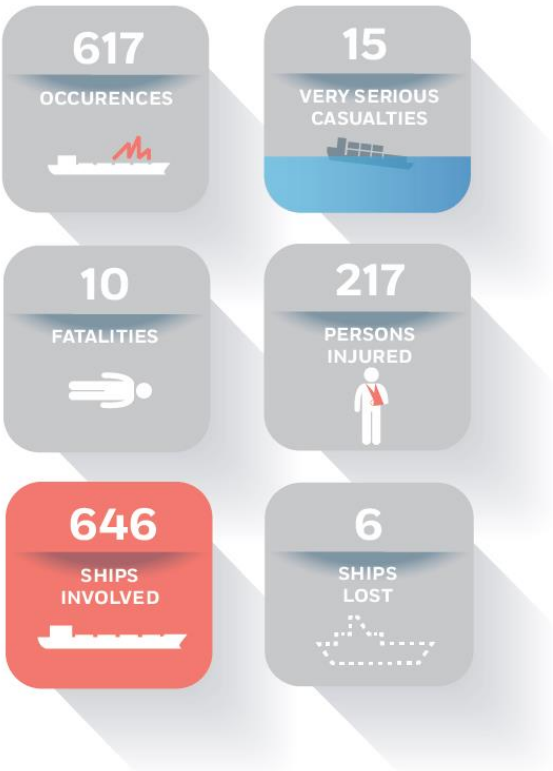 617
OCCURENCES
15
VERY SERIOUS
CASUALTIES
10
FATALITIES
217
PERSONS
INJURED
646
SHIPS
INVOLVED
6
SHIPS
LOST